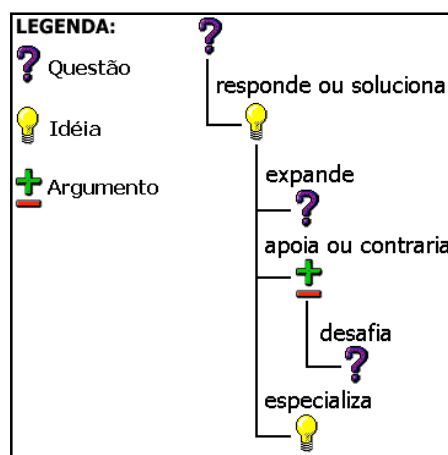 LEGENDA:
Questão
responde ou soluciona
Idéia
expande
Argumento
apoia ou contraria
desafia
especializa